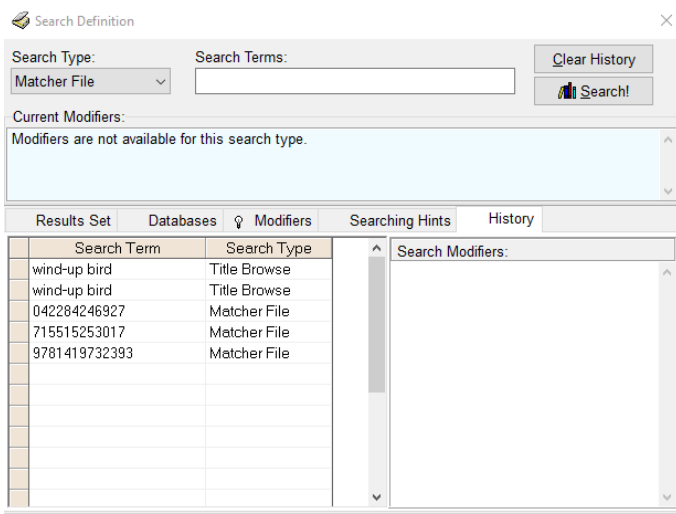 Search Definition
Search Type:
Search Terms:
Clear History
Matcher File
Search!
Current Modifiers:
Modifiers are not available for this search type.
Results Set
Databases
Modifiers
Searching Hints
History
Search Term Search Type
Search Modifiers:
wind-up bird Title Browse
wind-up bird Title Browse
042284246927 Matcher File
715515253017 Matcher File
9781419732393 Matcher File